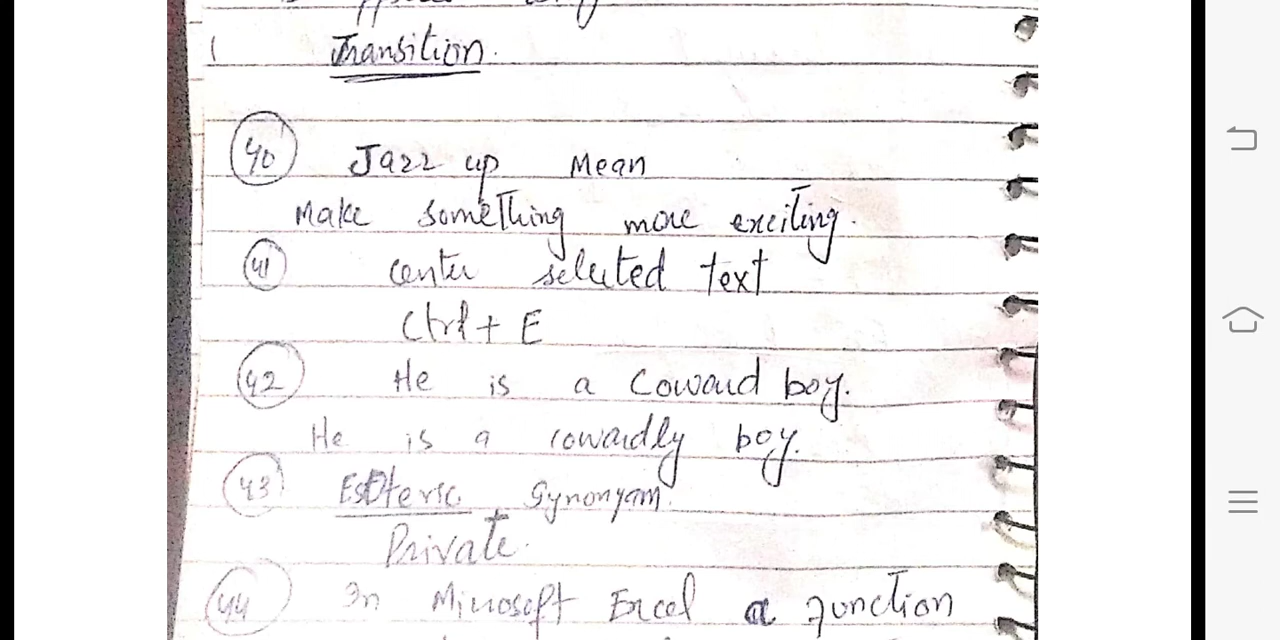 Transition.
40 Jazz up Mean
Make something more exciting.
41 center selected text
Ctrl + E
42 He is a Coward boy.
He is a cowardly boy.
43 Esoteric Synonyam.
Private.
44 In Microsoft Excel a function